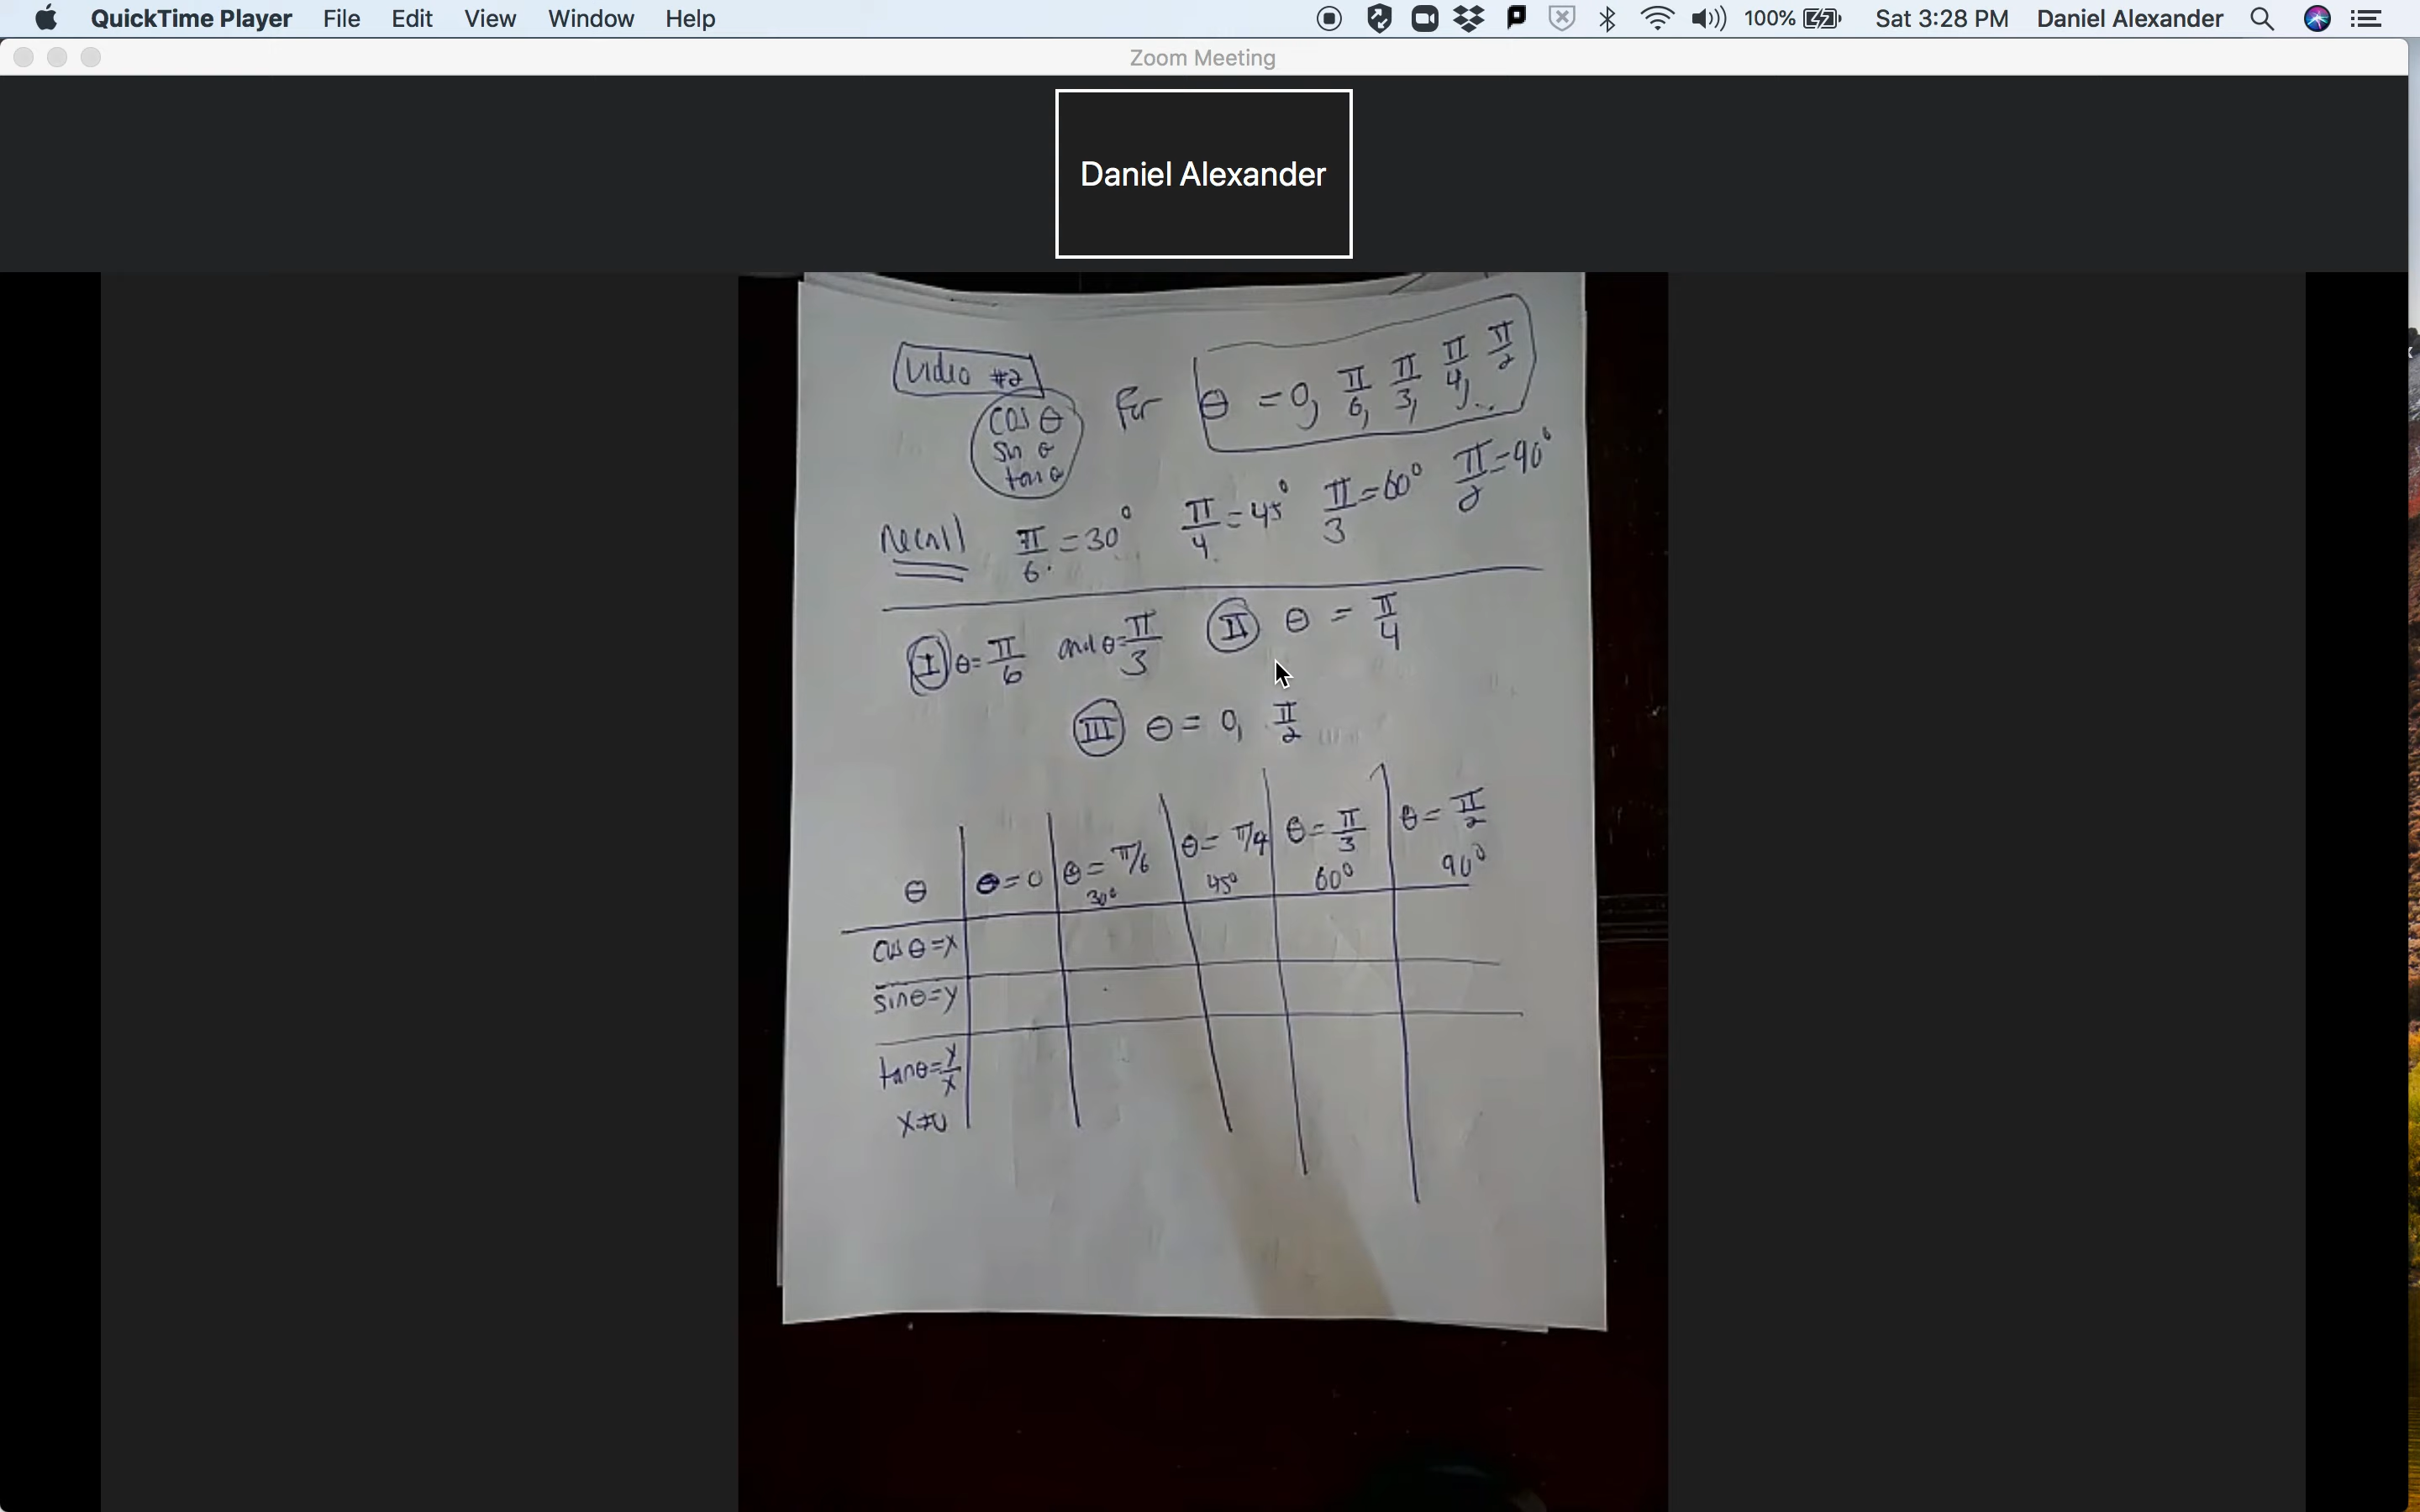 QuickTime Player File Edit View Window Help 100% Sat 3:28 PM Daniel Alexander
Zoom Meeting
Daniel Alexander
Video #2
cos θ
sin θ
tan θ
For θ = 0, π/6, π/3, π/4, π/2
Recall π/6 = 30° π/4 = 45° π/3 = 60° π/2 = 90°
I θ = π/6 and θ = π/3 II θ = π/4
III θ = 0, π/2
θ θ = 0 θ = π/6 θ = π/4 θ = π/3 θ = π/2
30° 45° 60° 90°
cos θ = x
sin θ = y
tan θ = y/x
x ≠ 0